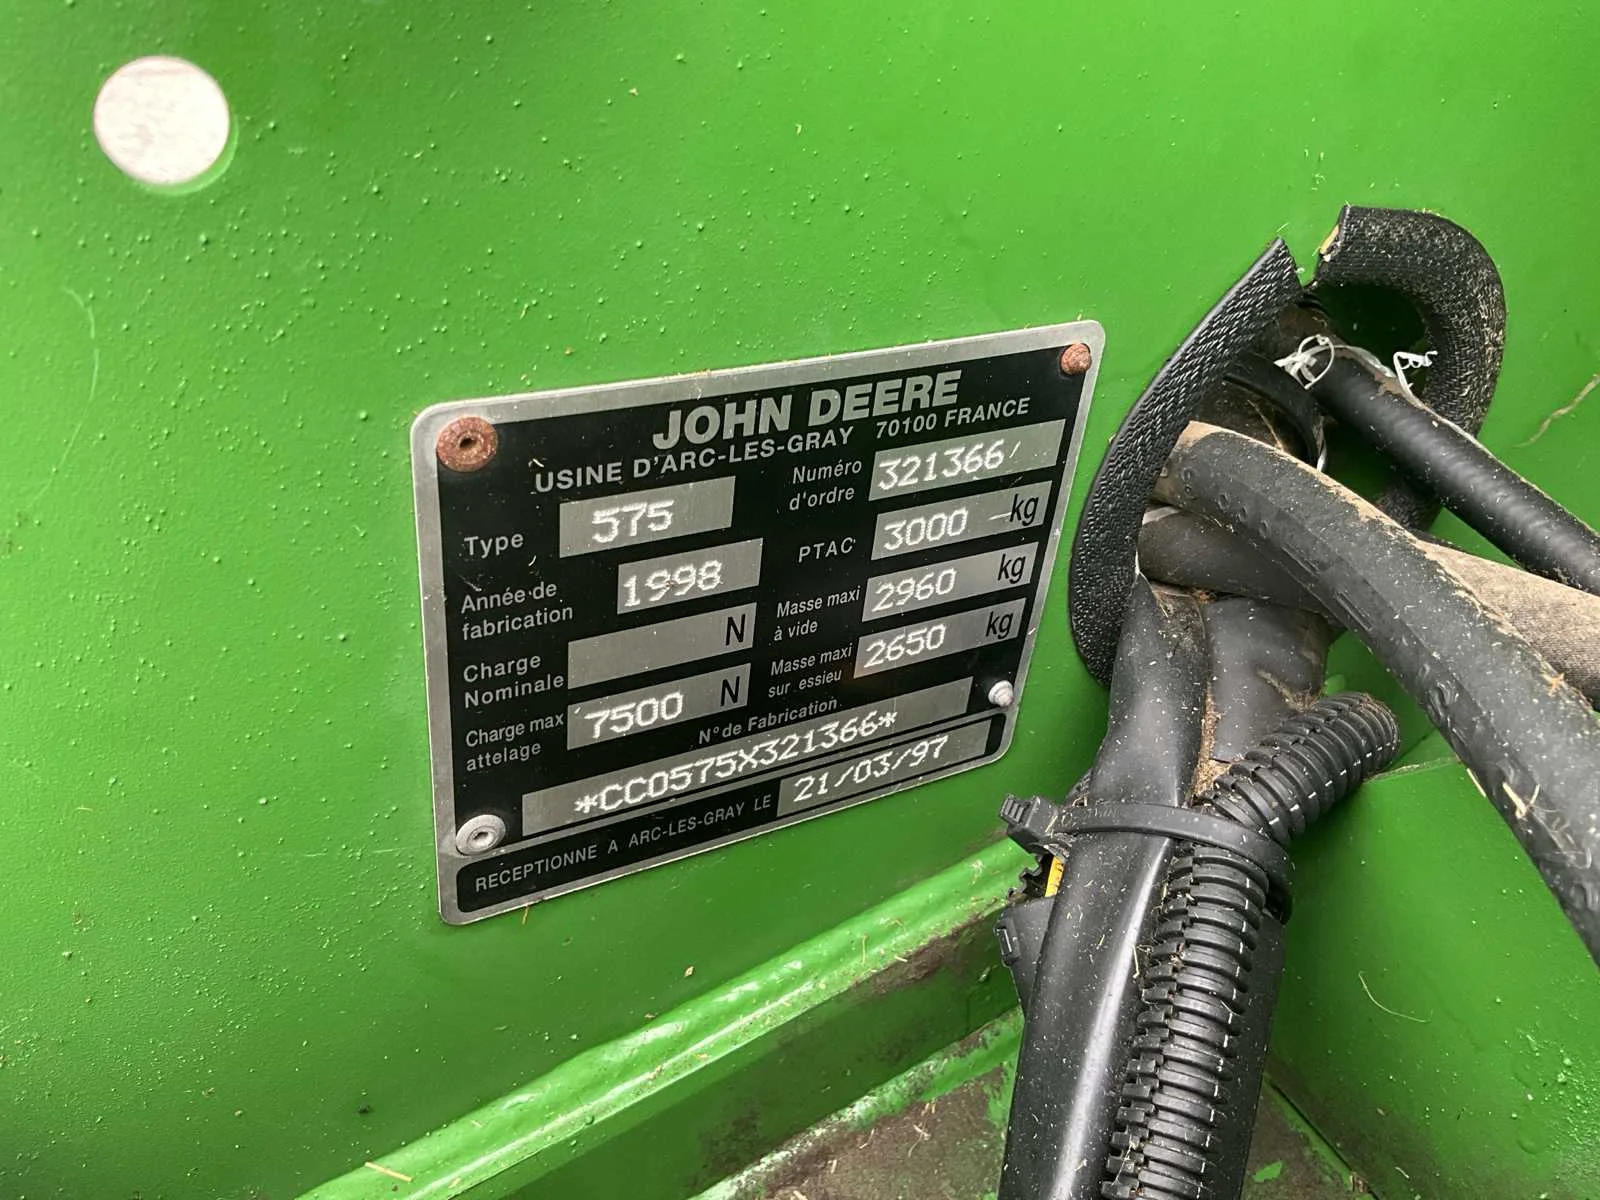 JOHN DEERE
USINE D'ARC-LES-GRAY 70100 FRANCE
Type 575
Numéro d'ordre 321366
Année de fabrication 1998
PTAC 3000 kg
Charge Nominale N
Masse maxi à vide 2960 kg
Charge max attelage 7500 N
Masse maxi sur essieu 2650 kg
N° de Fabrication
*CC0575X321366*
RECEPTIONNE A ARC-LES-GRAY LE 21/03/97